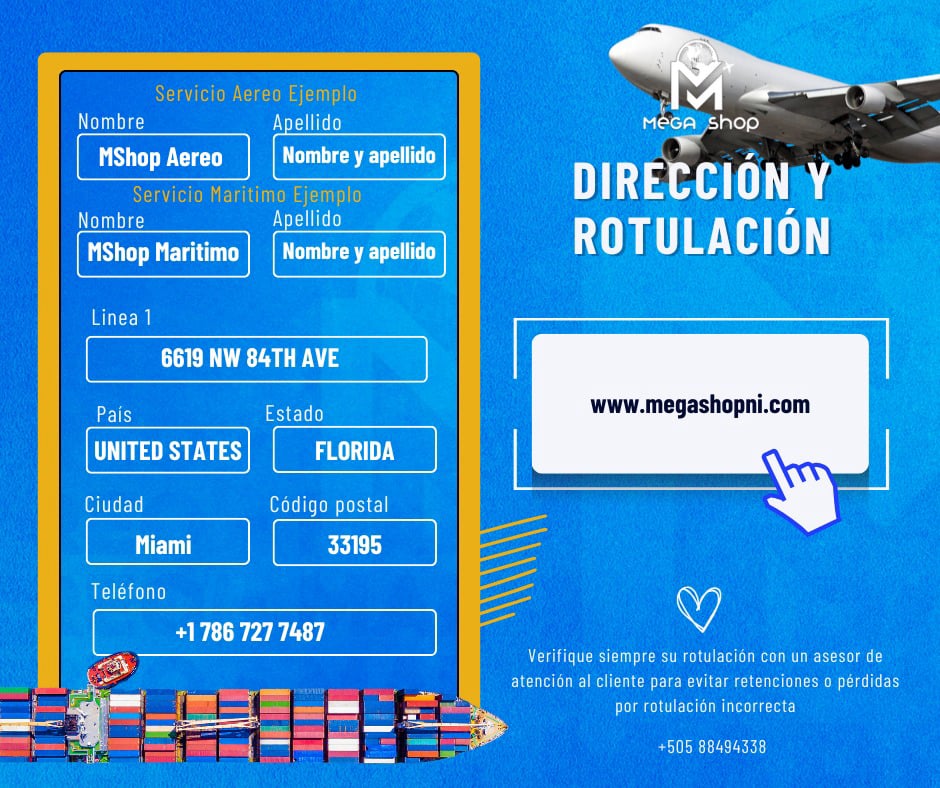 Servicio Aereo Ejemplo
Nombre
Apellido
MShop Aereo
Nombre y apellido
Servicio Maritimo Ejemplo
Nombre
Apellido
MShop Maritimo
Nombre y apellido
Linea 1
6619 NW 84TH AVE
País
Estado
UNITED STATES
FLORIDA
Ciudad
Código postal
Miami
33195
Teléfono
+1 786 727 7487
MEGA Shop
DIRECCIÓN Y
ROTULACIÓN
www.megashopni.com
Verifique siempre su rotulación con un asesor de
atención al cliente para evitar retenciones o pérdidas
por rotulación incorrecta
+505 88494338